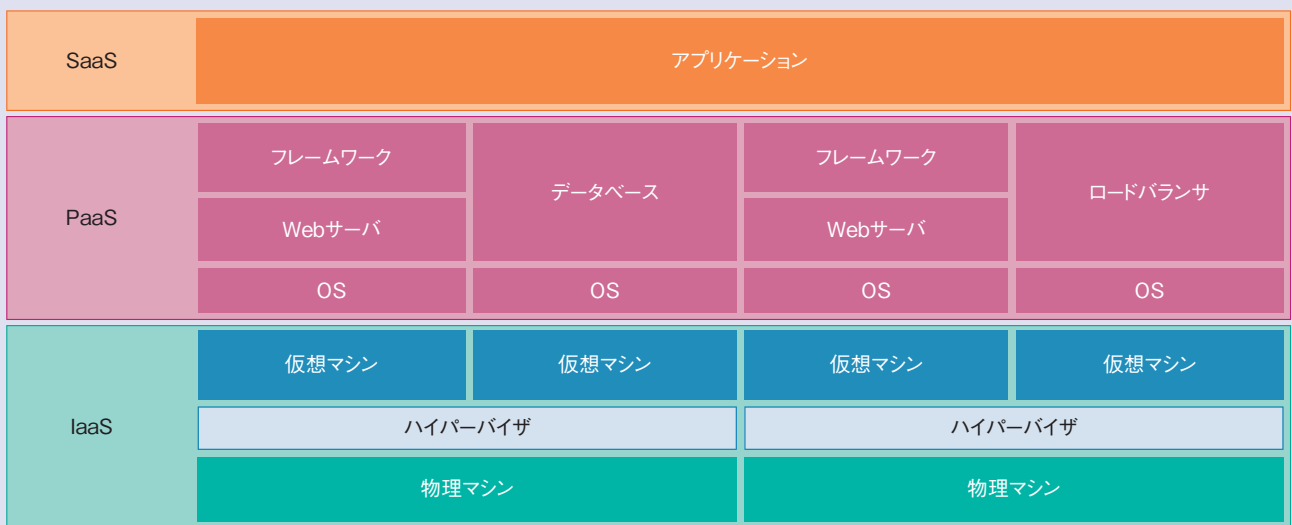 SaaS
アプリケーション
PaaS
フレームワーク
データベース
フレームワーク
ロードバランサ
Webサーバ
Webサーバ
OS
OS
OS
OS
IaaS
仮想マシン
仮想マシン
仮想マシン
仮想マシン
ハイパーバイザ
ハイパーバイザ
物理マシン
物理マシン